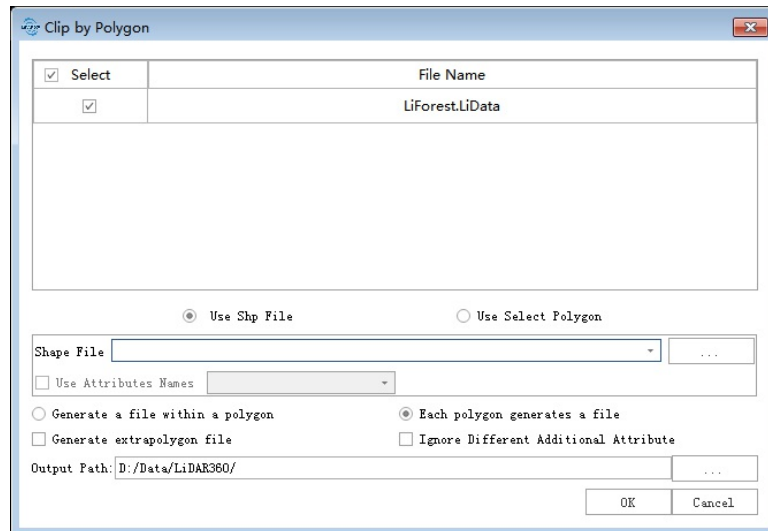 Clip by Polygon
Select File Name
LiForest.LiData
Use Shp File Use Select Polygon
Shape File ...
Use Attributes Names
Generate a file within a polygon Each polygon generates a file
Generate extrapolygon file Ignore Different Additional Attribute
Output Path: D:/Data/LiDAR360/ ...
OK Cancel